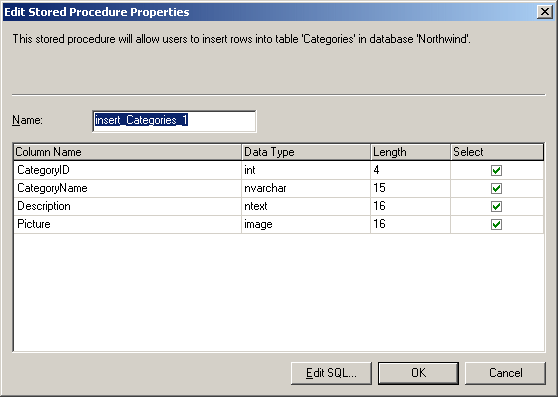 Edit Stored Procedure Properties
This stored procedure will allow users to insert rows into table 'Categories' in database 'Northwind'.
Name: insert_Categories_1
Column Name Data Type Length Select
CategoryID int 4
CategoryName nvarchar 15
Description ntext 16
Picture image 16
Edit SQL... OK Cancel